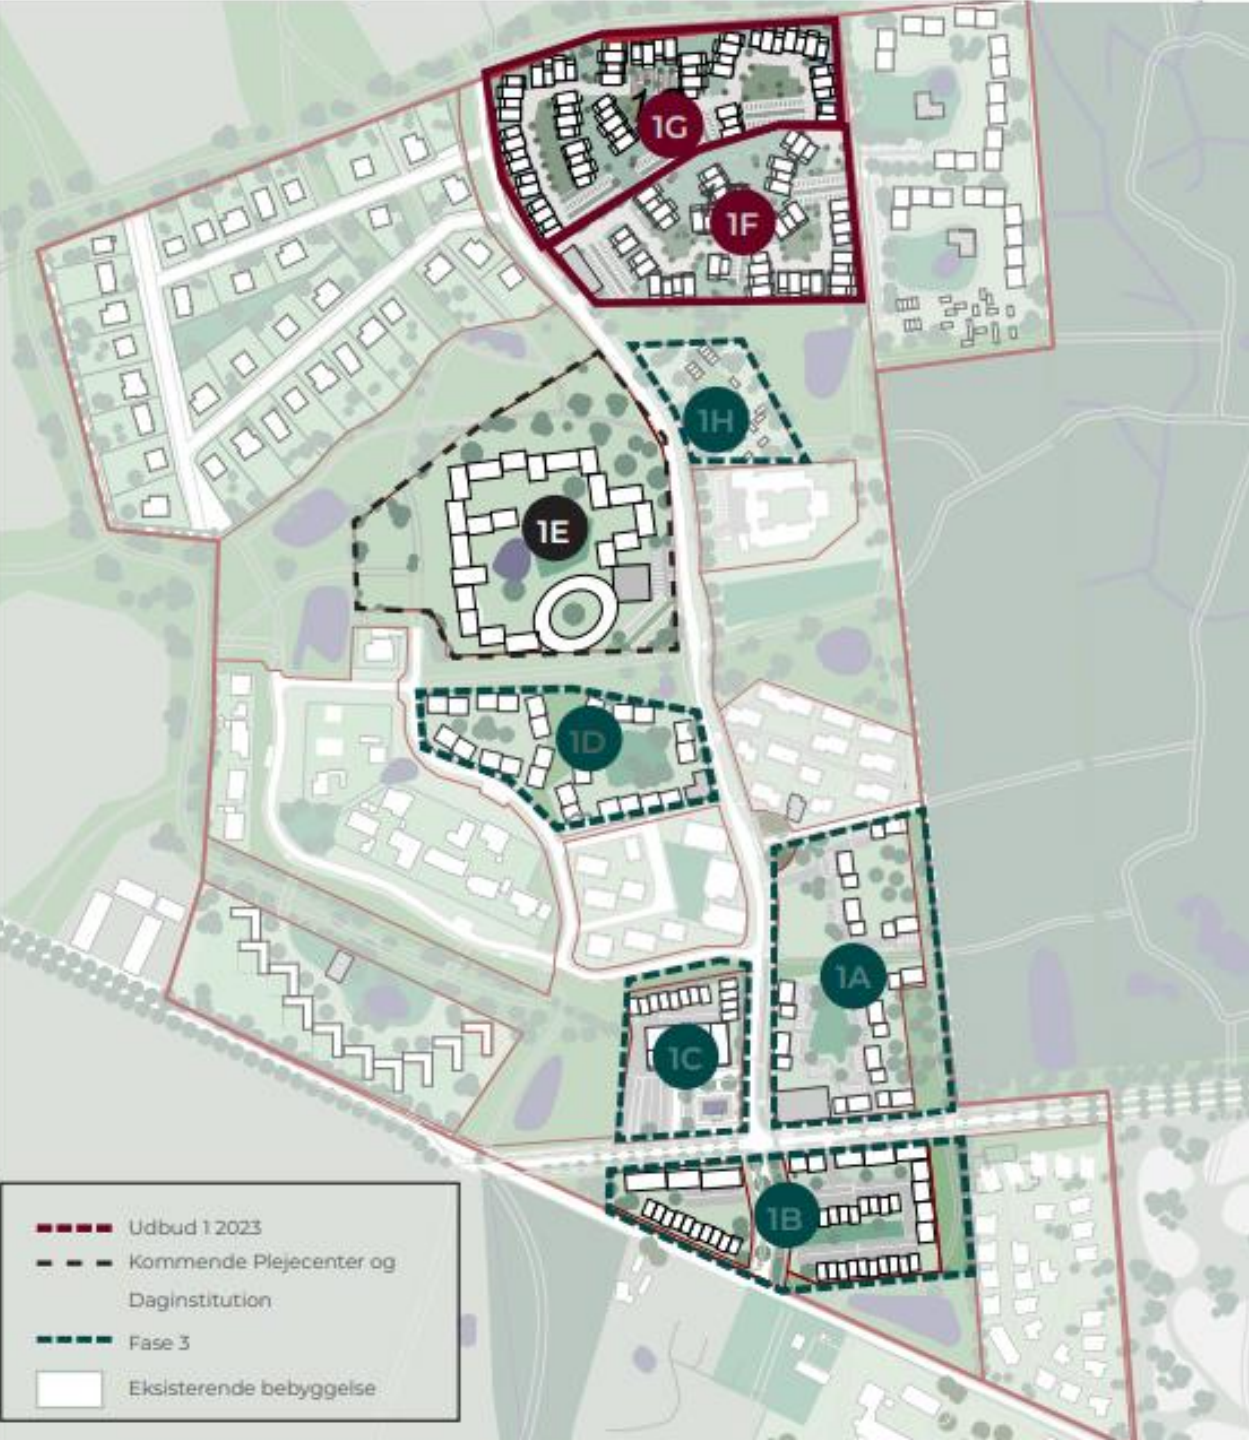 1G
1F
1H
1E
1D
1A
1C
1B
Udbud 1 2023
Kommende Plejecenter og
Daginstitution
Fase 3
Eksisterende bebyggelse